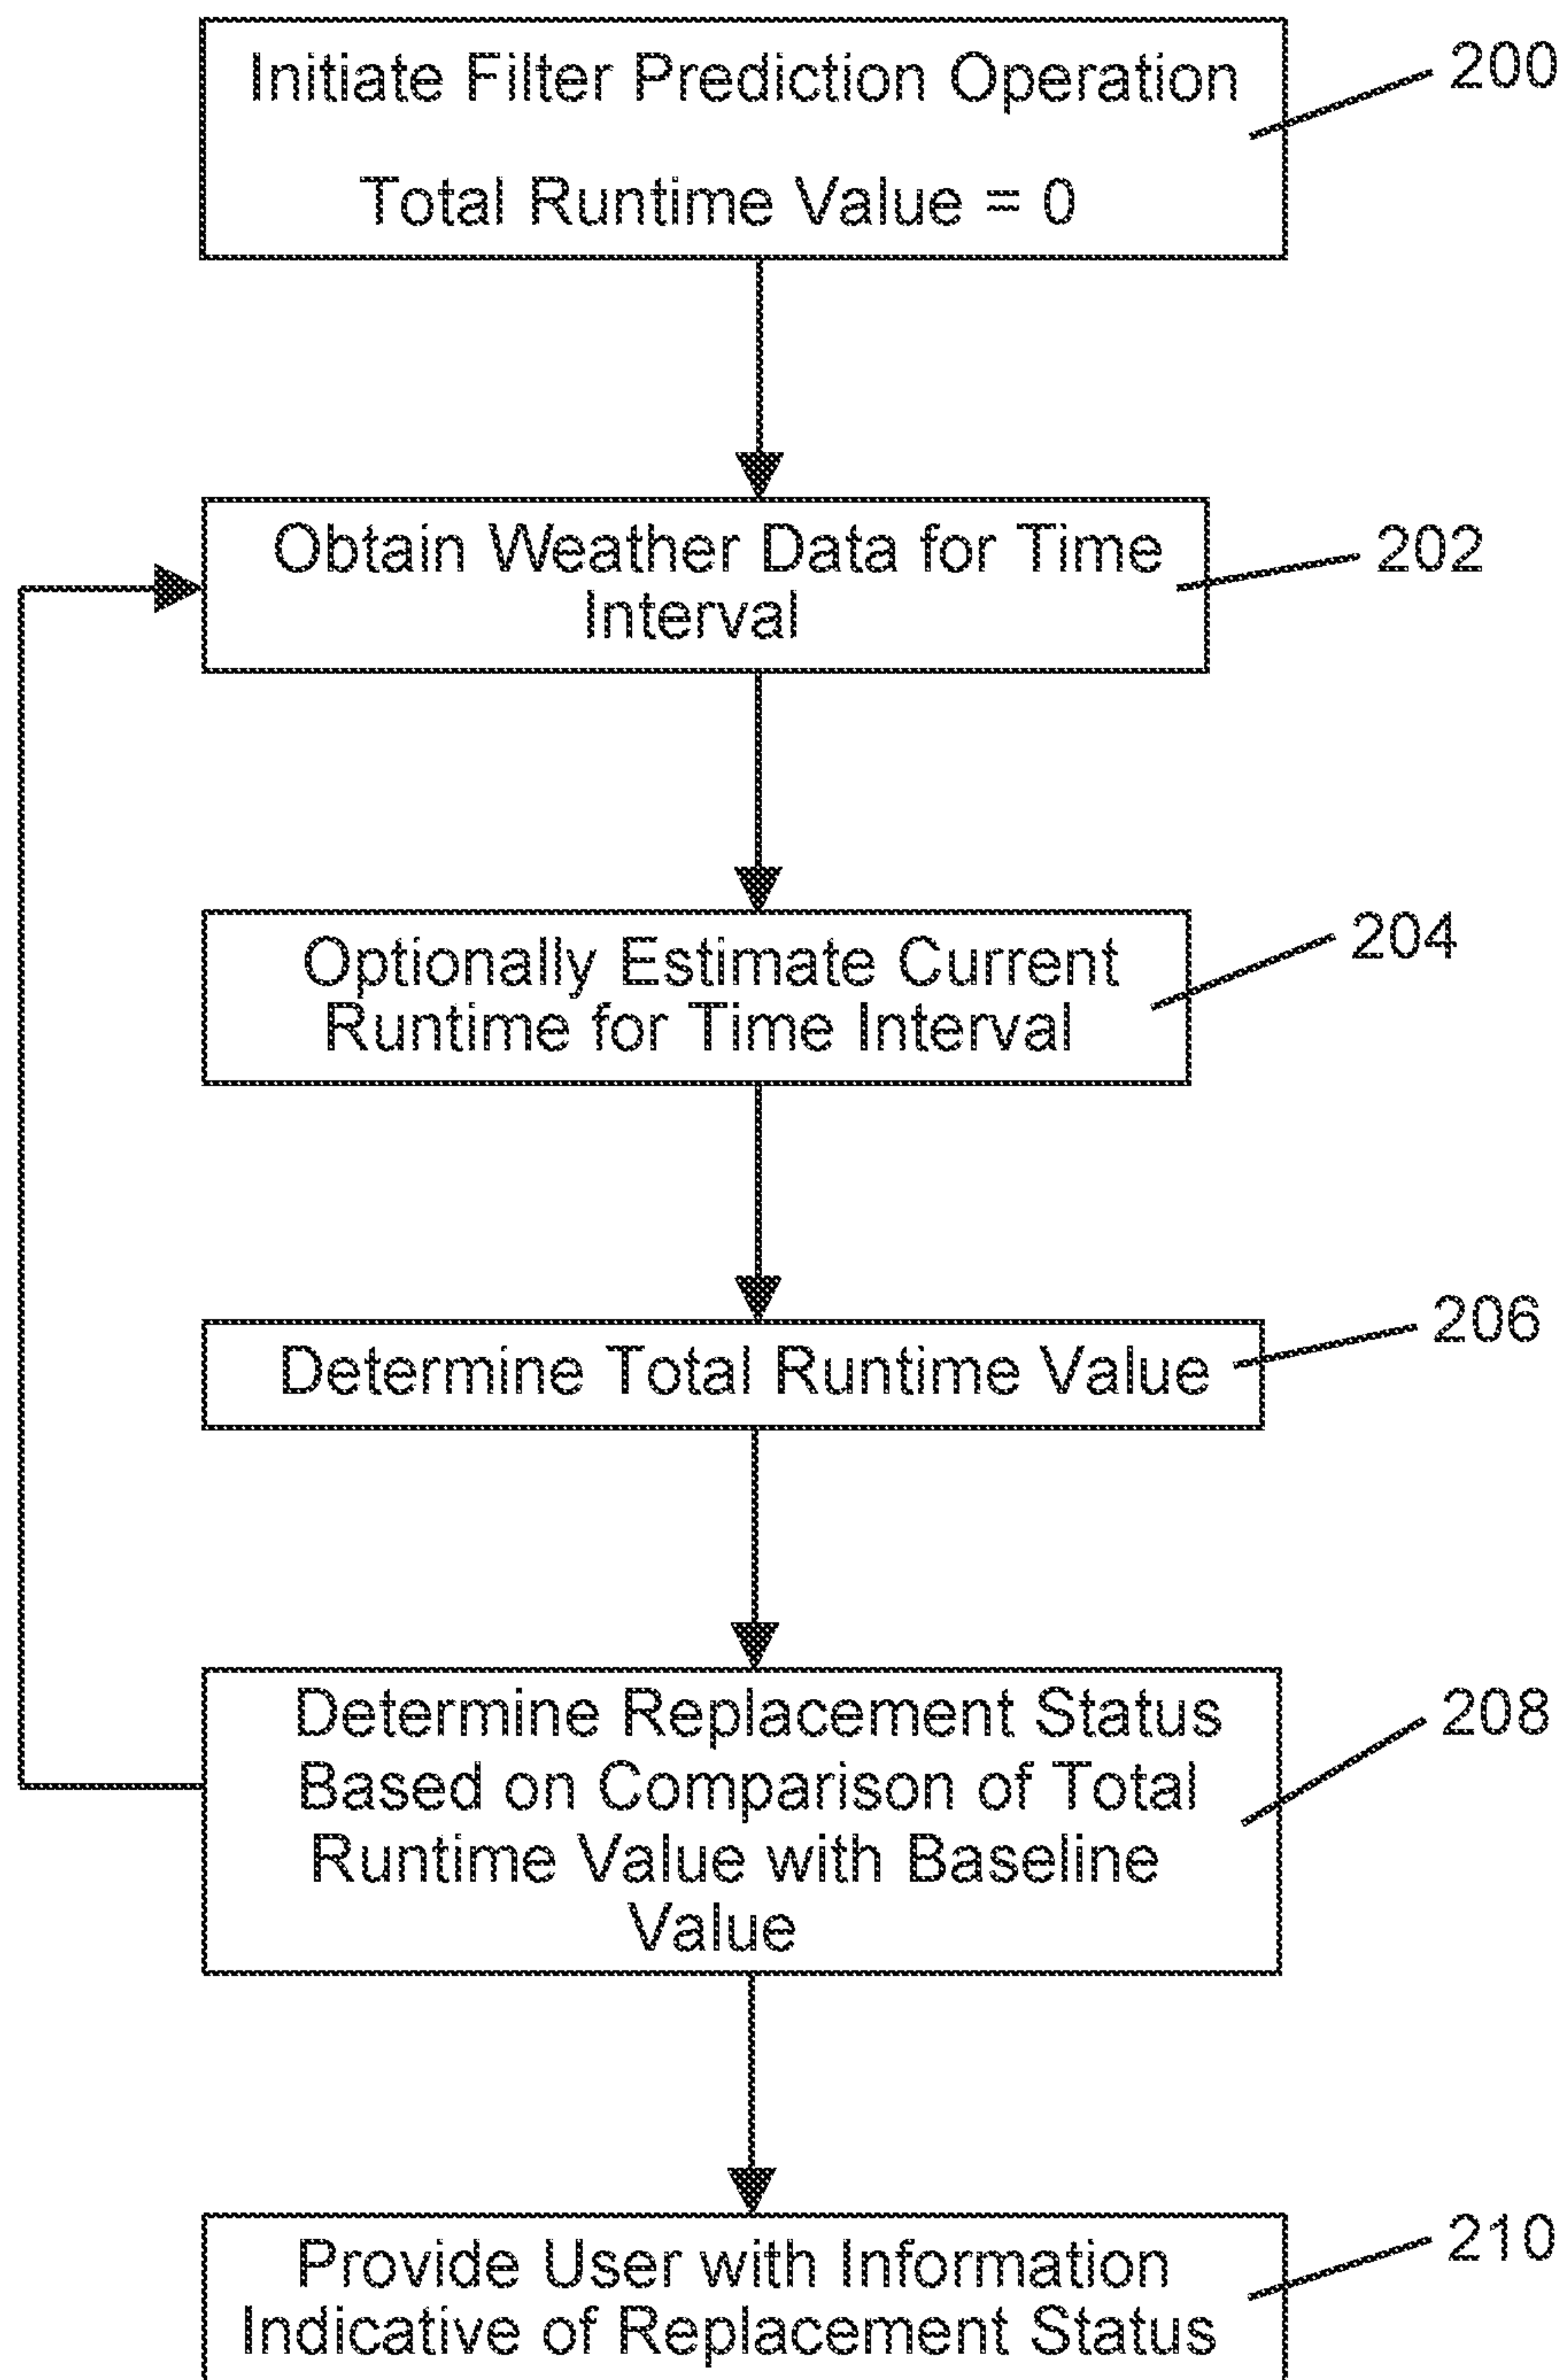 Initiate Filter Prediction Operation
200
Total Runtime Value = 0
Obtain Weather Data for Time
202
Interval
Optionally Estimate Current
204
Runtime for Time Interval
206
Determine Total Runtime Value
Determine Replacement Status
208
Based on Comparison of Total
Runtime Value with Baseline
Value
Provide User with Information
210
Indicative of Replacement Status